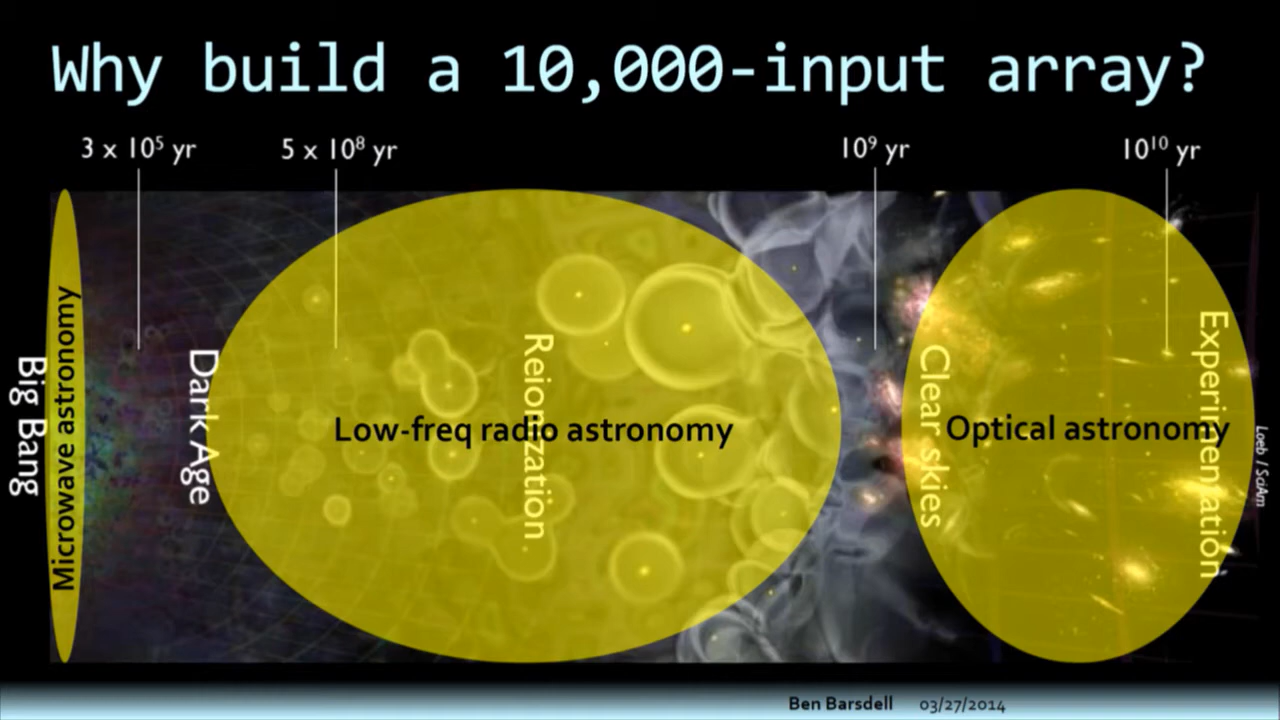 Why build a 10,000-input array?
3 x 10⁵ yr
5 x 10⁸ yr
10⁹ yr
10¹⁰ yr
Big Bang
Microwave astronomy
Dark Age
Low-freq radio astronomy
Reionization
Clear skies
Optical astronomy
Experimentation
Loeb / SciAm
Ben Barsdell 03/27/2014